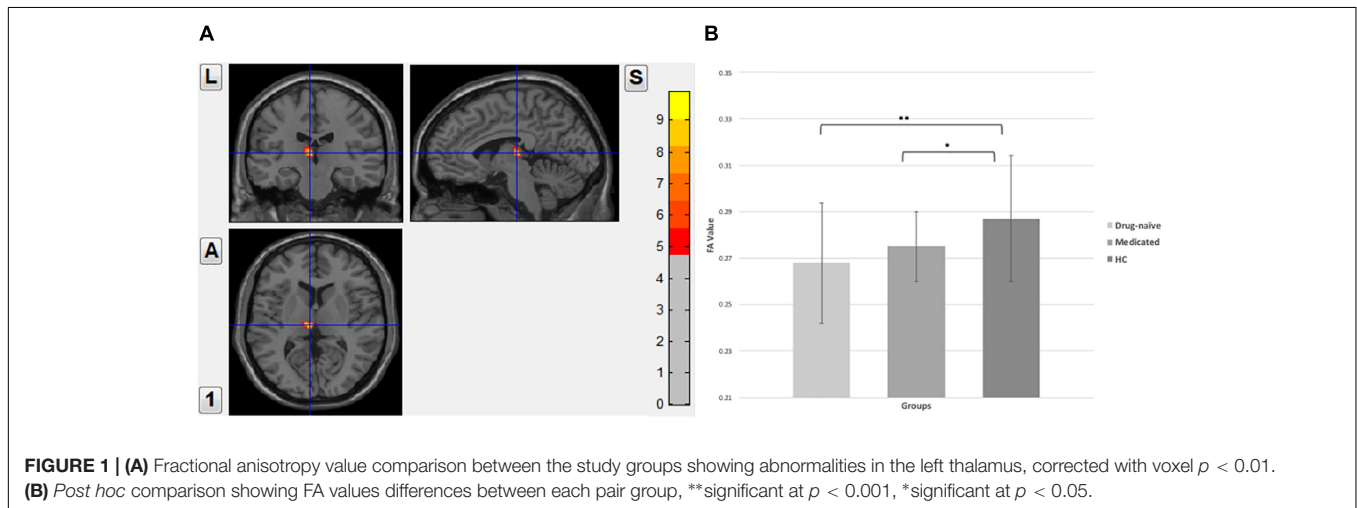 A
L
S
A
1
9
8
7
6
5
4
3
2
1
0
B
0.35
0.33
0.31
0.29
0.27
0.25
0.23
0.21
FA Value
**
*
Groups
Drug-naïve
Medicated
HC
FIGURE 1 | (A) Fractional anisotropy value comparison between the study groups showing abnormalities in the left thalamus, corrected with voxel p < 0.01.
(B) Post hoc comparison showing FA values differences between each pair group, **significant at p < 0.001, *significant at p < 0.05.